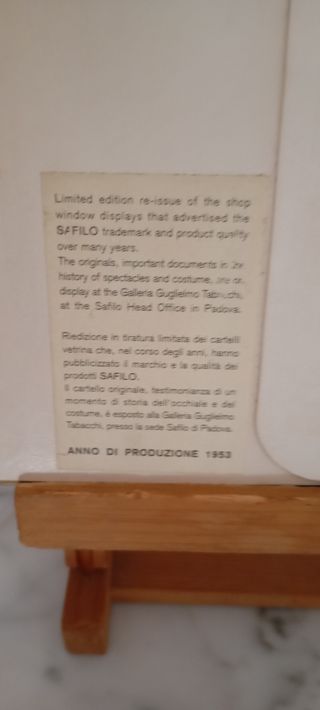 Limited edition re-issue of the shop
window displays that advertised the
SAFILO trademark and product quality
over many years.
The originals, important documents in the
history of spectacles and costume, are on
display at the Galleria Guglielmo Tabacchi,
at the Safilo Head Office in Padova.
Riedizione in tiratura limitata dei cartelli
vetrina che, nel corso degli anni, hanno
pubblicizzato il marchio e la qualità dei
prodotti SAFILO.
Il cartello originale, testimonianza di un
momento di storia dell'occhiale e del
costume, è esposto alla Galleria Guglielmo
Tabacchi, presso la sede Safilo di Padova.
ANNO DI PRODUZIONE 1953